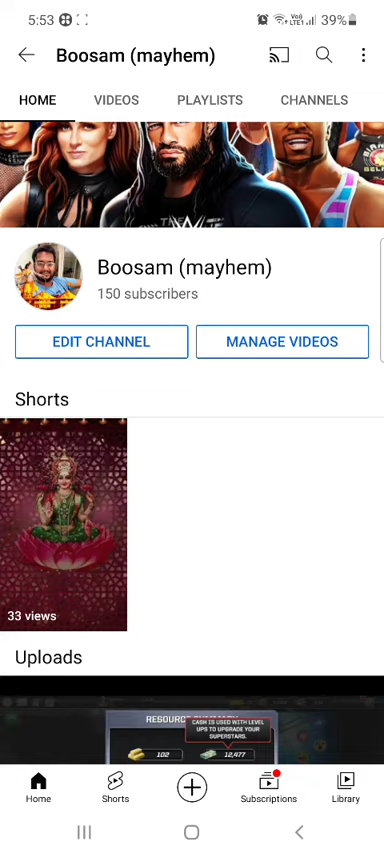 5:53
Vo) LTE1 39%
Boosam (mayhem)
HOME VIDEOS PLAYLISTS CHANNELS
Boosam (mayhem)
150 subscribers
EDIT CHANNEL MANAGE VIDEOS
Shorts
33 views
Uploads
CASH IS USED WITH LEVEL
UPS TO UPGRADE YOUR
SUPERSTARS.
102 12,477
Home Shorts Subscriptions Library